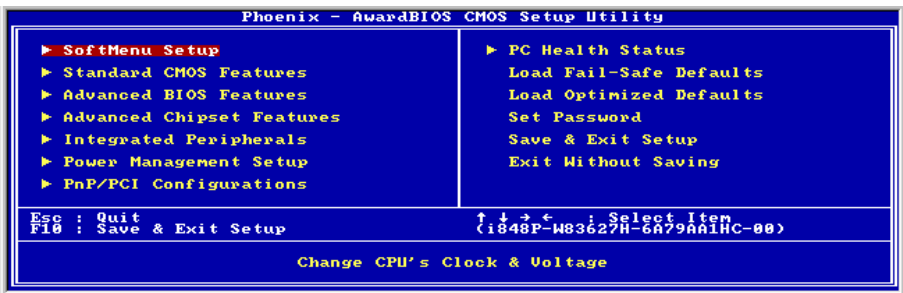 Phoenix - AwardBIOS CMOS Setup Utility
► SoftMenu Setup
► Standard CMOS Features
► Advanced BIOS Features
► Advanced Chipset Features
► Integrated Peripherals
► Power Management Setup
► PnP/PCI Configurations
► PC Health Status
Load Fail-Safe Defaults
Load Optimized Defaults
Set Password
Save & Exit Setup
Exit Without Saving
Esc : Quit
F10 : Save & Exit Setup
↑ ↓ → ← : Select Item
(i848P-W83627H-6A79AA1HC-00)
Change CPU's Clock & Voltage